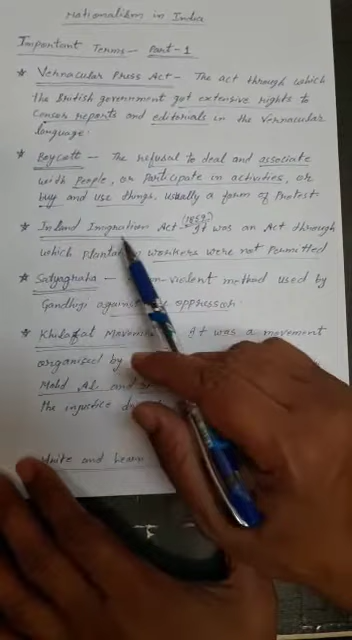 Nationalism in India
Important Terms - Part-1
* Vernacular Press Act - The act through which
the British government got extensive rights to
censor reports and editorials in the vernacular
language.
* Boycott - The refusal to deal and associate
with People, or Participate in activities, or
buy and use things, usually a form of Protest.
* Inland Imigration Act (1859) - It was an Act through
which Plantation workers were not Permitted
* Satyagraha - violent method used by
Gandhiji against oppressor.
* Khilafat Movement It was a movement
organised by
Mohd Ali and
the injustice
Write and Learn